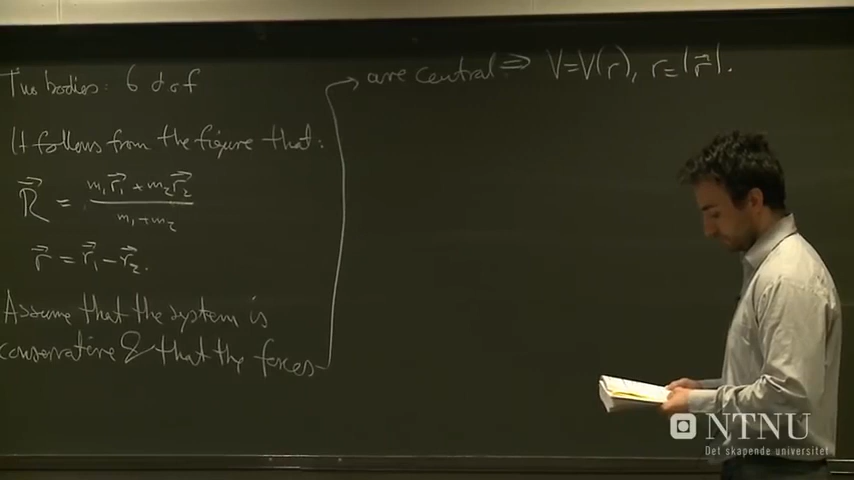 Two bodies: 6 d.o.f
It follows from the figure that:
R⃗ = (m₁r⃗₁ + m₂r⃗₂) / (m₁+m₂)
r⃗ = r⃗₁ − r⃗₂.
Assume that the system is
conservative & that the forces
are central. ⇒ V=V(r), r=|r⃗|.
NTNU
Det skapende universitet